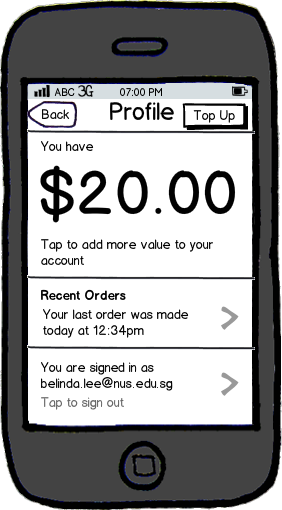 ABC 3G 07:00 PM
Back Profile Top Up
You have
$20.00
Tap to add more value to your
account
Recent Orders
Your last order was made
today at 12:34pm
You are signed in as
belinda.lee@nus.edu.sg
Tap to sign out